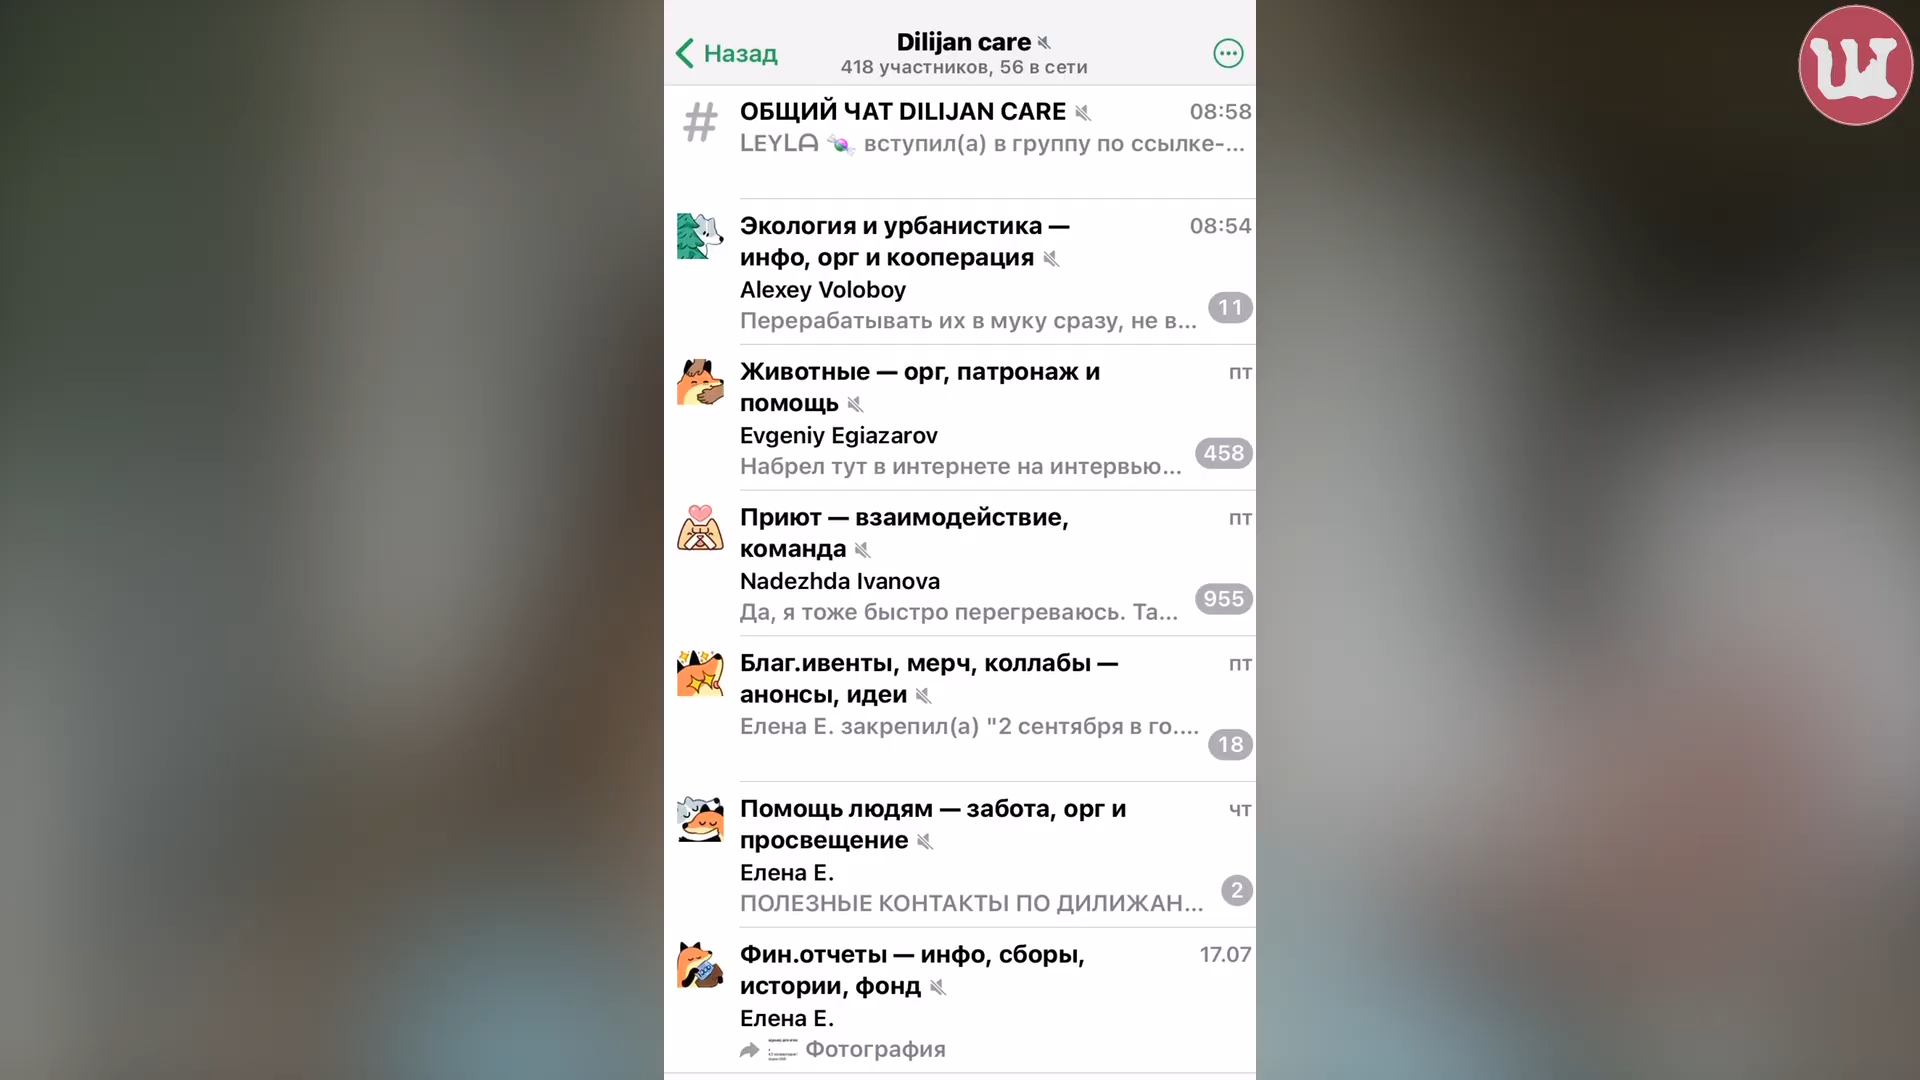 Назад
Dilijan care
418 участников, 56 в сети
ОБЩИЙ ЧАТ DILIJAN CARE
08:58
LEYLA вступил(а) в группу по ссылке-...
Экология и урбанистика —
08:54
инфо, орг и кооперация
Alexey Voloboy
Перерабатывать их в муку сразу, не в...
11
Животные — орг, патронаж и
пт
помощь
Evgeniy Egiazarov
Набрел тут в интернете на интервью...
458
Приют — взаимодействие,
пт
команда
Nadezhda Ivanova
Да, я тоже быстро перегреваюсь. Та...
955
Благ.ивенты, мерч, коллабы —
пт
анонсы, идеи
Елена Е. закрепил(а) "2 сентября в го....
18
Помощь людям — забота, орг и
чт
просвещение
Елена Е.
ПОЛЕЗНЫЕ КОНТАКТЫ ПО ДИЛИЖАН...
2
Фин.отчеты — инфо, сборы,
17.07
истории, фонд
Елена Е.
Фотография
Ш